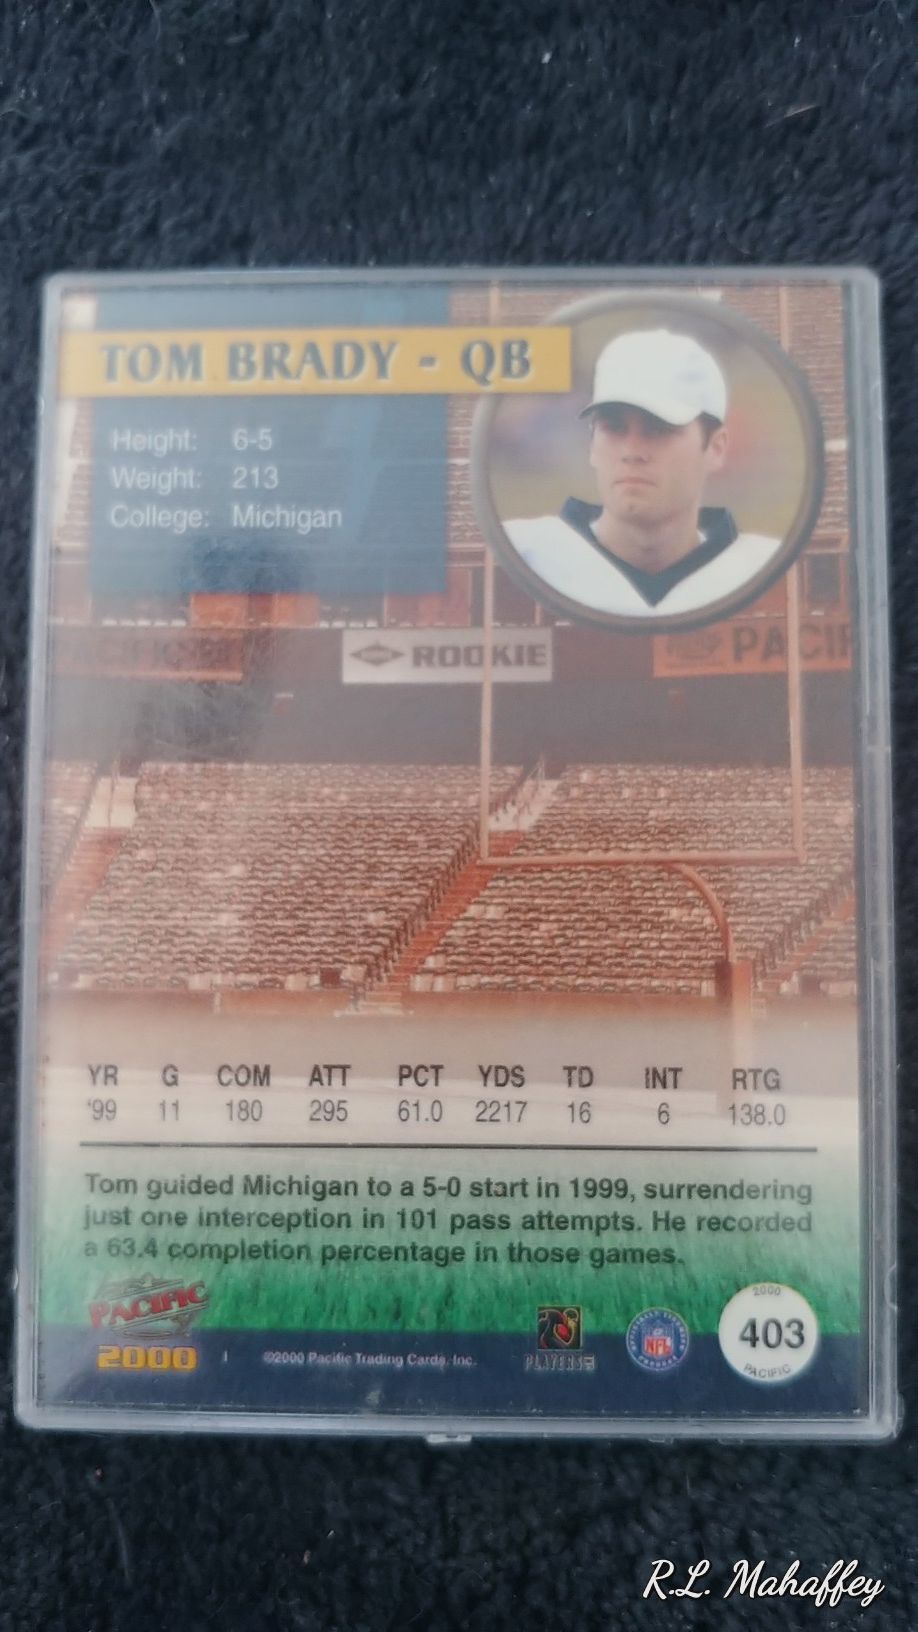 TOM BRADY - QB
Height: 6-5
Weight: 213
College: Michigan
PACIFIC
ROOKIE
PACIF
YR G COM ATT PCT YDS TD INT RTG
'99 11 180 295 61.0 2217 16 6 138.0
Tom guided Michigan to a 5-0 start in 1999, surrendering
just one interception in 101 pass attempts. He recorded
a 63.4 completion percentage in those games.
PACIFIC
2000
©2000 Pacific Trading Cards, Inc.
PLAYERS INC
NFL
2000
403
PACIFIC
R.L. Mahaffey